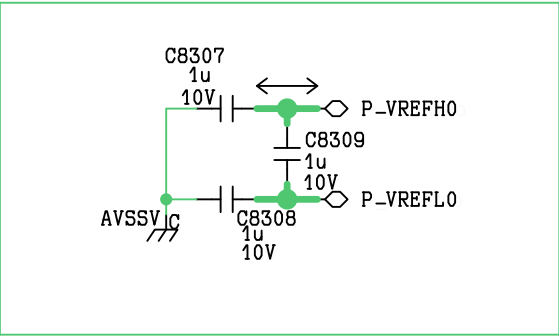 C8307
1u
10V
P_VREFH0
C8309
1u
10V
P_VREFL0
AVSSV_C
C8308
1u
10V